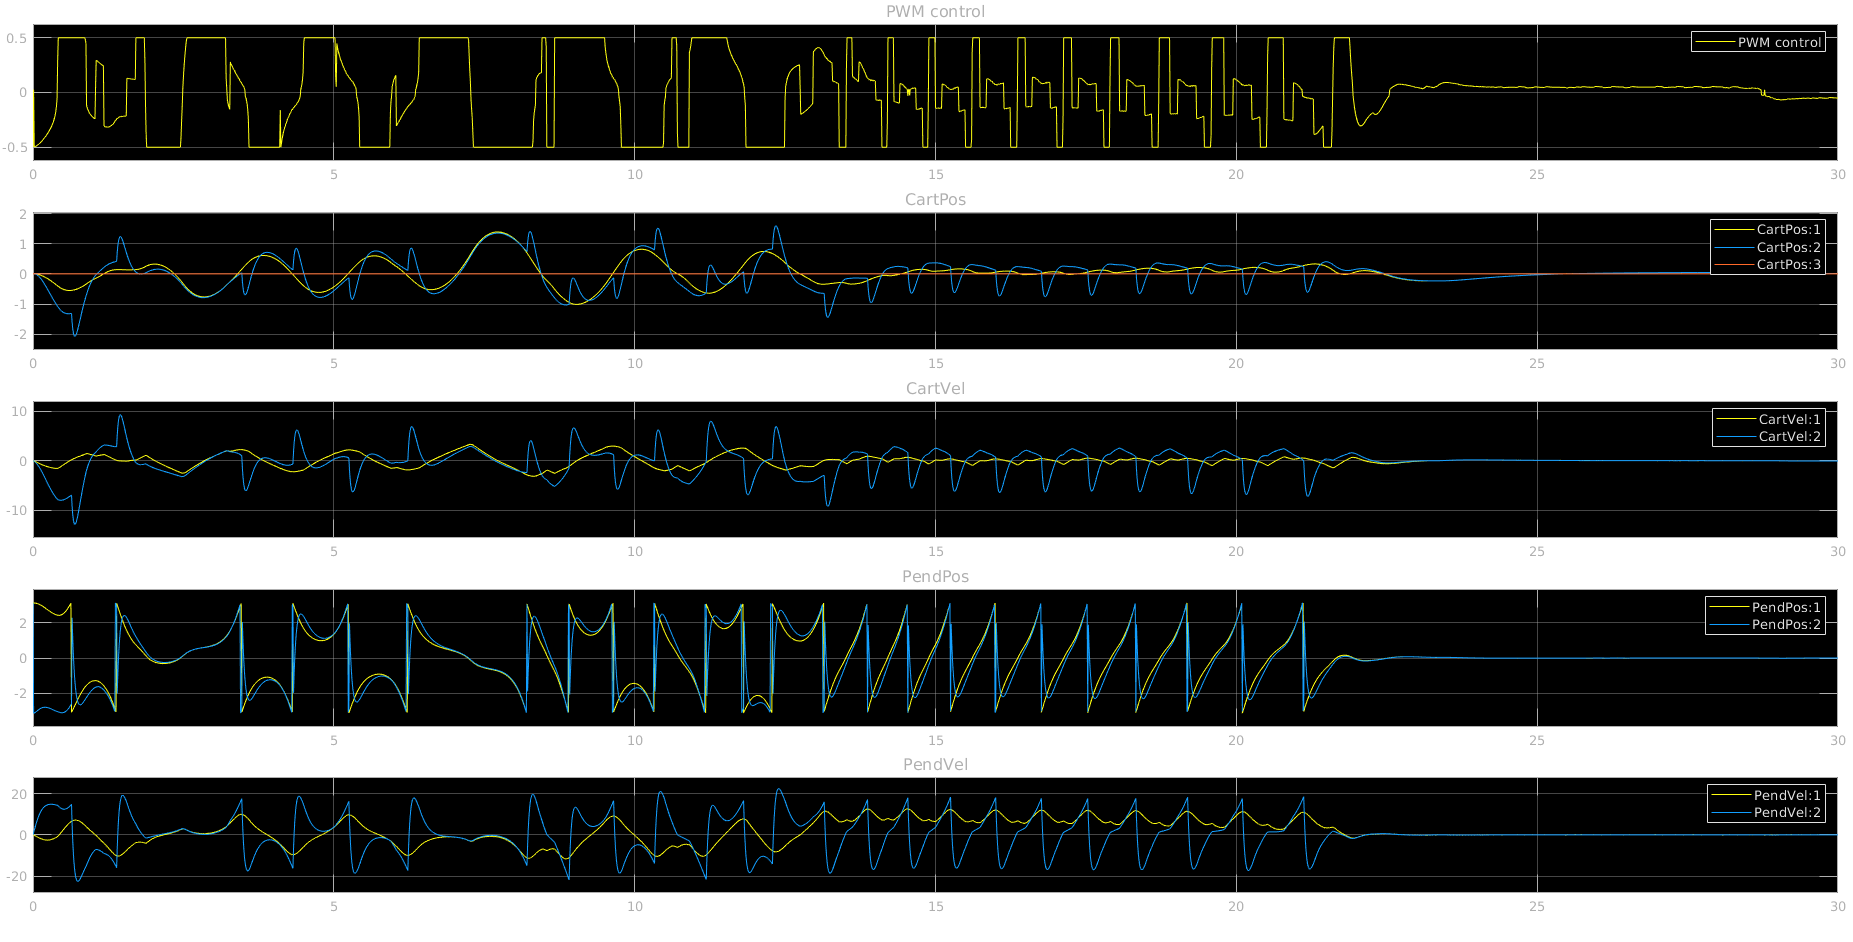 PWM control
0.5
0
-0.5
PWM control
0 5 10 15 20 25 30
CartPos
2
1
0
-1
-2
CartPos:1
CartPos:2
CartPos:3
0 5 10 15 20 25 30
CartVel
10
0
-10
CartVel:1
CartVel:2
0 5 10 15 20 25 30
PendPos
2
0
-2
PendPos:1
PendPos:2
0 5 10 15 20 25 30
PendVel
20
0
-20
PendVel:1
PendVel:2
0 5 10 15 20 25 30